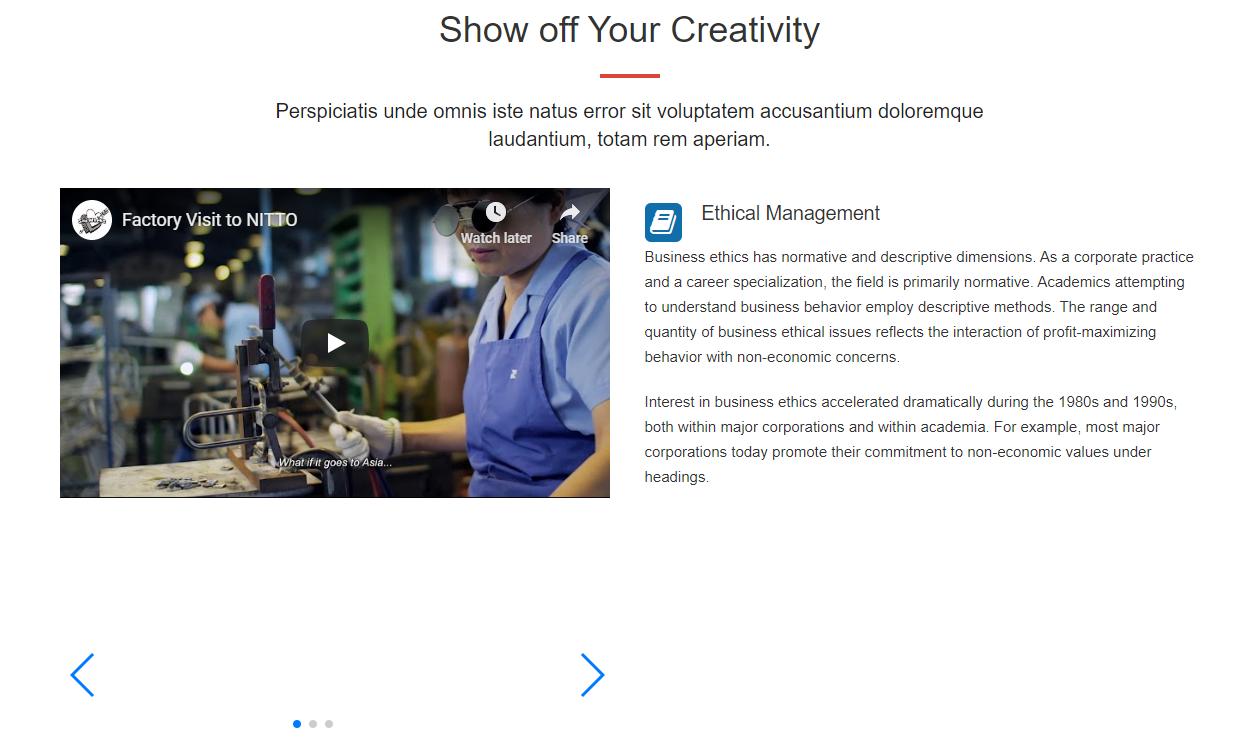 Show off Your Creativity
Perspiciatis unde omnis iste natus error sit voluptatem accusantium doloremque
laudantium, totam rem aperiam.
Factory Visit to NITTO
Watch later
Share
What if it goes to Asia...
Ethical Management
Business ethics has normative and descriptive dimensions. As a corporate practice
and a career specialization, the field is primarily normative. Academics attempting
to understand business behavior employ descriptive methods. The range and
quantity of business ethical issues reflects the interaction of profit-maximizing
behavior with non-economic concerns.
Interest in business ethics accelerated dramatically during the 1980s and 1990s,
both within major corporations and within academia. For example, most major
corporations today promote their commitment to non-economic values under
headings.